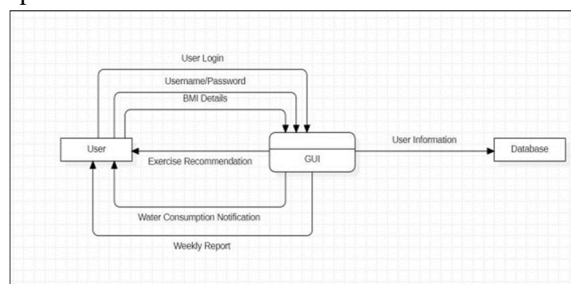 User Login
Username/Password
BMI Details
User Information
User
Database
Exercise Recommendation
GUI
Water Consumption Notification
Weekly Report